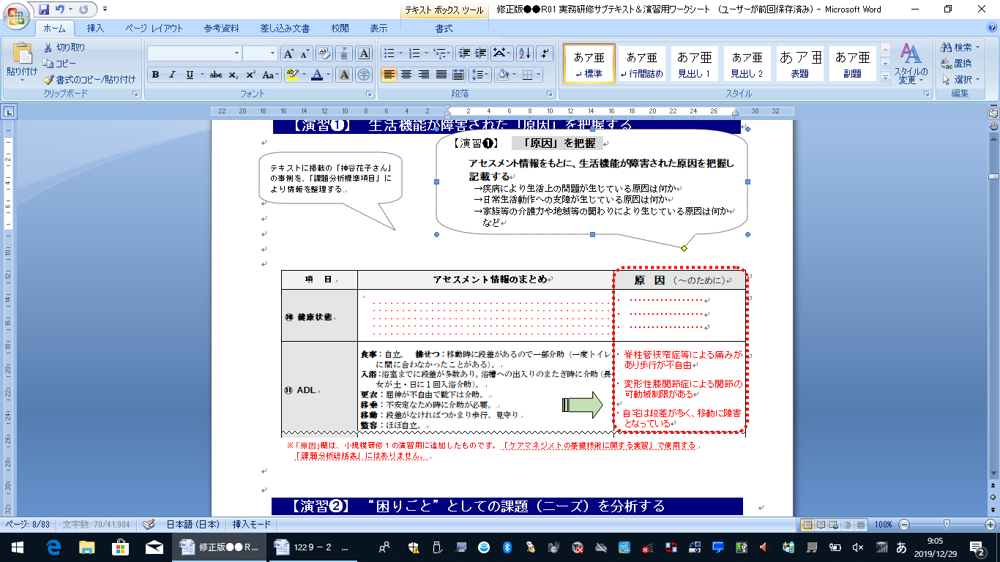 テキスト ボックス ツール
修正版●●R01 実務研修サブテキスト＆演習用ワークシート （ユーザーが前回保存済み） - Microsoft Word
ホーム 挿入 ページ レイアウト 参考資料 差し込み文書 校閲 表示 書式
貼り付け
切り取り
コピー
書式のコピー/貼り付け
クリップボード
フォント
段落
あア亜 あア亜 あア亜 あア亜 あア亜 あア亜
標準 行間詰め 見出し 1 見出し 2 表題 副題
スタイルの
変更
スタイル
検索
置換
選択
編集
22 20 18 16 14 12 10 8 6 4 2 2 4 6 8 10 12 14 16 18 20 22 24 26 30 32
【演習❶】 生活機能が障害された「原因」を把握する
【演習❶】 「原因」を把握
アセスメント情報をもとに、生活機能が障害された原因を把握し
記載する
→疾病により生活上の問題が生じている原因は何か
→日常生活動作への支障が生じている原因は何か
→家族等の介護力や地域等の関わりにより生じている原因は何か
など
テキストに掲載の「神谷花子さん」
の事例を、「課題分析標準項目」に
より情報を整理する。
項 目 アセスメント情報のまとめ 原 因 （～のために）
⑩ 健康状態
⑪ ADL
食事：自立。 排せつ：移動時に段差があるので一部介助（一度トイレ
に間に合わなかったことがある）。
入浴：浴室までに段差が多数あり。浴槽への出入りのまたぎ時に介助（長
女が土・日に１回入浴介助）。
更衣：屈伸が不自由で靴下は介助。
移乗：不安定なため時に介助が必要。
移動：段差がなければつかまり歩行、見守り
整容：ほぼ自立。
・ 脊柱管狭窄症等による痛みが
あり歩行が不自由
・ 変形性膝関節症による関節の
可動域制限がある
・ 自宅は段差が多く、移動に障害
となっている
※「原因」欄は、小規模研修１の演習用に追加したものです。「ケアマネジメントの基礎技術に関する実習」で使用する
「課題分析総括表」にはありません。
【演習❷】 “困りごと”としての課題（ニーズ）を分析する
ページ: 8/83 文字数: 70/41,984 日本語 (日本) 挿入モード 100%
修正版●●R...
1229－2 ...
あ
9:05
2019/12/29
2